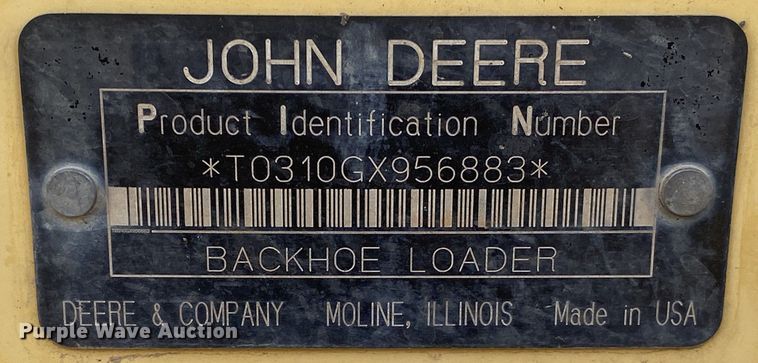 JOHN DEERE
Product Identification Number
*T0310GX956883*
BACKHOE LOADER
DEERE & COMPANY MOLINE, ILLINOIS Made in USA
Purple Wave Auction